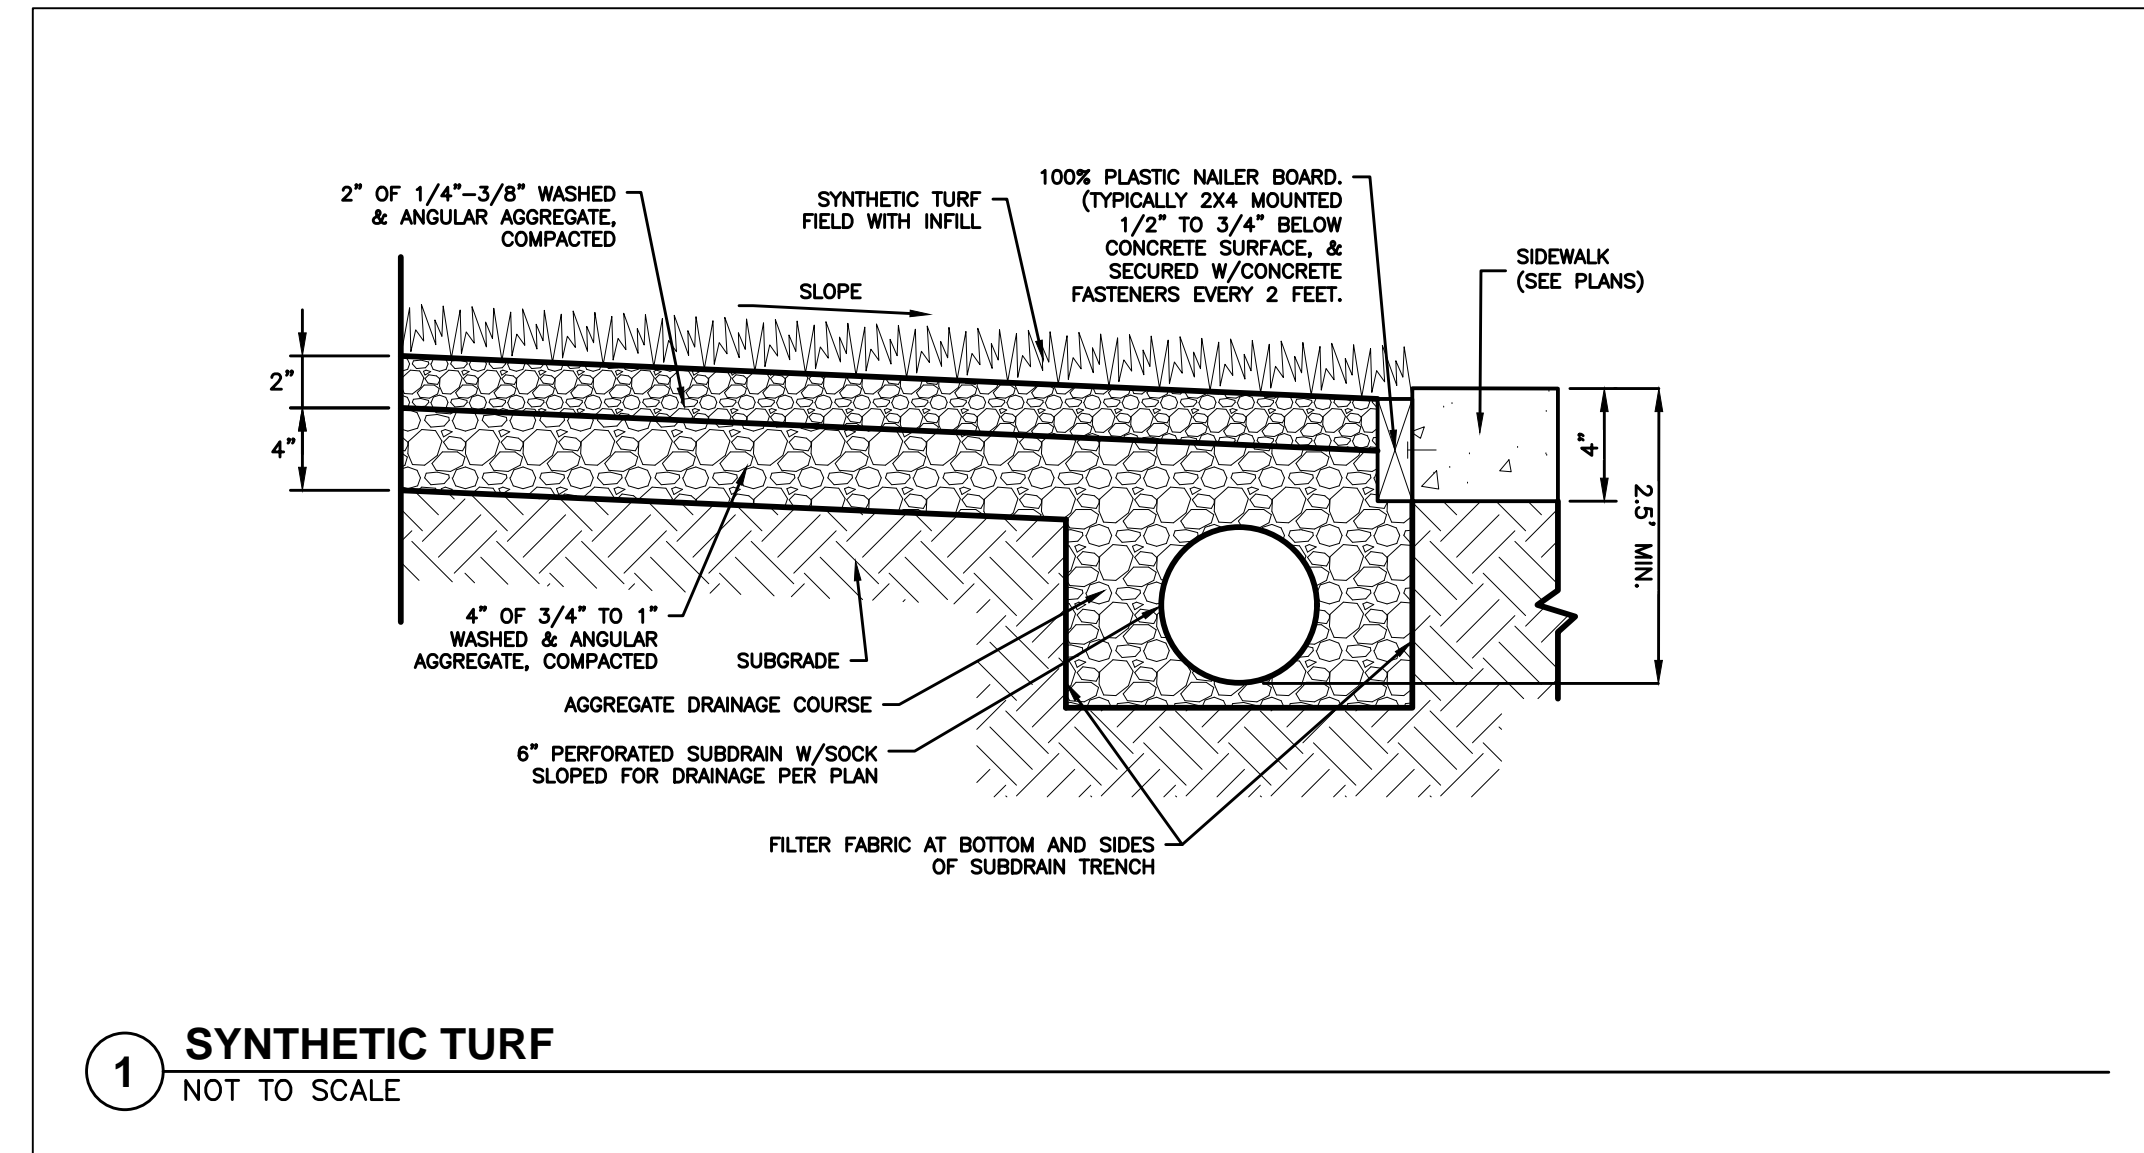 2" OF 1/4"-3/8" WASHED
& ANGULAR AGGREGATE,
COMPACTED
SYNTHETIC TURF
FIELD WITH INFILL
100% PLASTIC NAILER BOARD.
(TYPICALLY 2X4 MOUNTED
1/2" TO 3/4" BELOW
CONCRETE SURFACE, &
SECURED W/CONCRETE
FASTENERS EVERY 2 FEET.
SIDEWALK
(SEE PLANS)
SLOPE
2"
4"
4"
2.5' MIN.
4" OF 3/4" TO 1"
WASHED & ANGULAR
AGGREGATE, COMPACTED
SUBGRADE
AGGREGATE DRAINAGE COURSE
6" PERFORATED SUBDRAIN W/SOCK
SLOPED FOR DRAINAGE PER PLAN
FILTER FABRIC AT BOTTOM AND SIDES
OF SUBDRAIN TRENCH
1
SYNTHETIC TURF
NOT TO SCALE